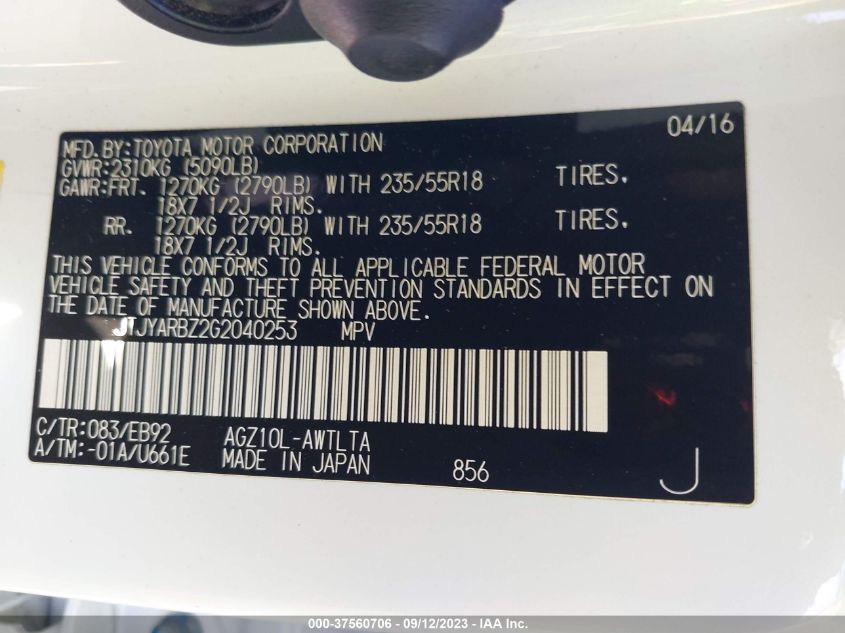 04/16
MFD. BY: TOYOTA MOTOR CORPORATION
GVWR: 2310KG (5090LB)
GAWR: FRT. 1270KG (2790LB) WITH 235/55R18 TIRES.
18X7 1/2J RIMS.
RR. 1270KG (2790LB) WITH 235/55R18 TIRES.
18X7 1/2J RIMS.
THIS VEHICLE CONFORMS TO ALL APPLICABLE FEDERAL MOTOR
VEHICLE SAFETY AND THEFT PREVENTION STANDARDS IN EFFECT ON
THE DATE OF MANUFACTURE SHOWN ABOVE.
JTJYARBZ2G2040253 MPV
C/TR: 083/EB92 AGZ10L-AWTLTA
A/TM: -01A/U661E MADE IN JAPAN 856
J
000-37560706 - 09/12/2023 - IAA Inc.